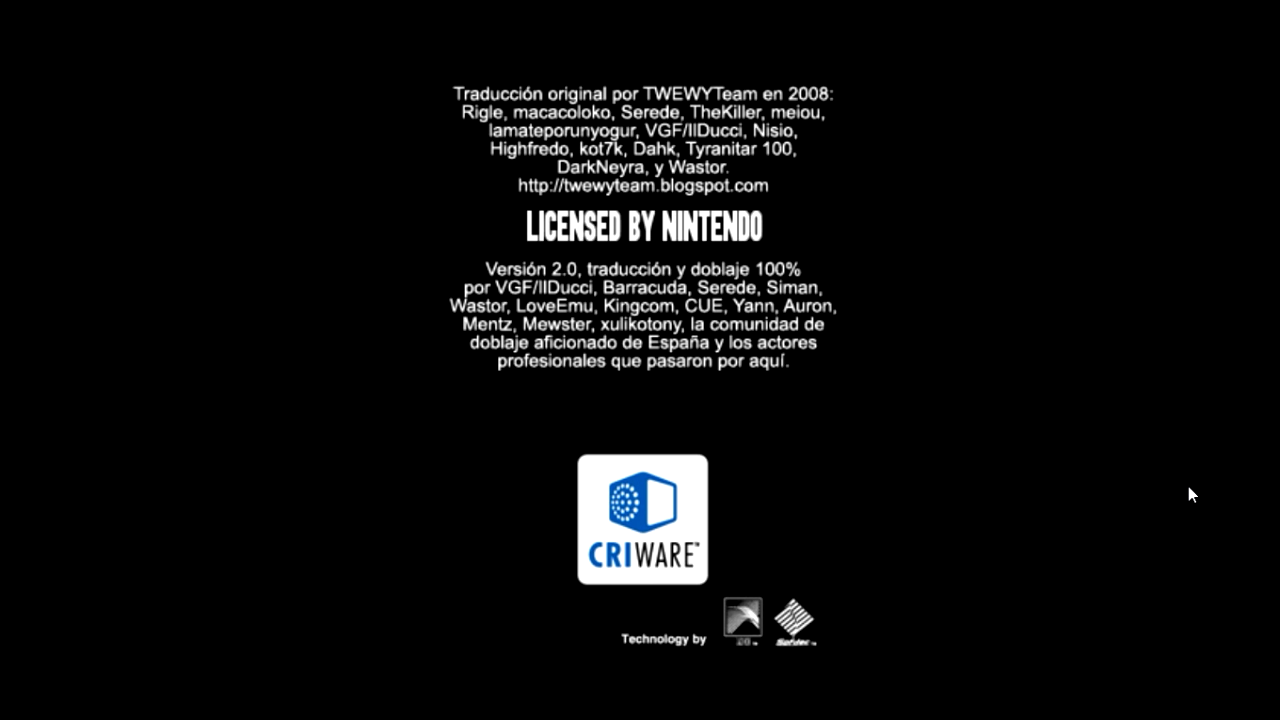 Traducción original por TWEWYTeam en 2008:
Rigle, macacoloko, Serede, TheKiller, meiou,
lamateporunyogur, VGF/IlDucci, Nisio,
Highfredo, kot7k, Dahk, Tyranitar 100,
DarkNeyra, y Wastor.
http://twewyteam.blogspot.com
LICENSED BY NINTENDO
Versión 2.0, traducción y doblaje 100%
por VGF/IlDucci, Barracuda, Serede, Siman,
Wastor, LoveEmu, Kingcom, CUE, Yann, Auron,
Mentz, Mewster, xulikotony, la comunidad de
doblaje aficionado de España y los actores
profesionales que pasaron por aquí.
CRIWARE™
Technology by
Sofdec™